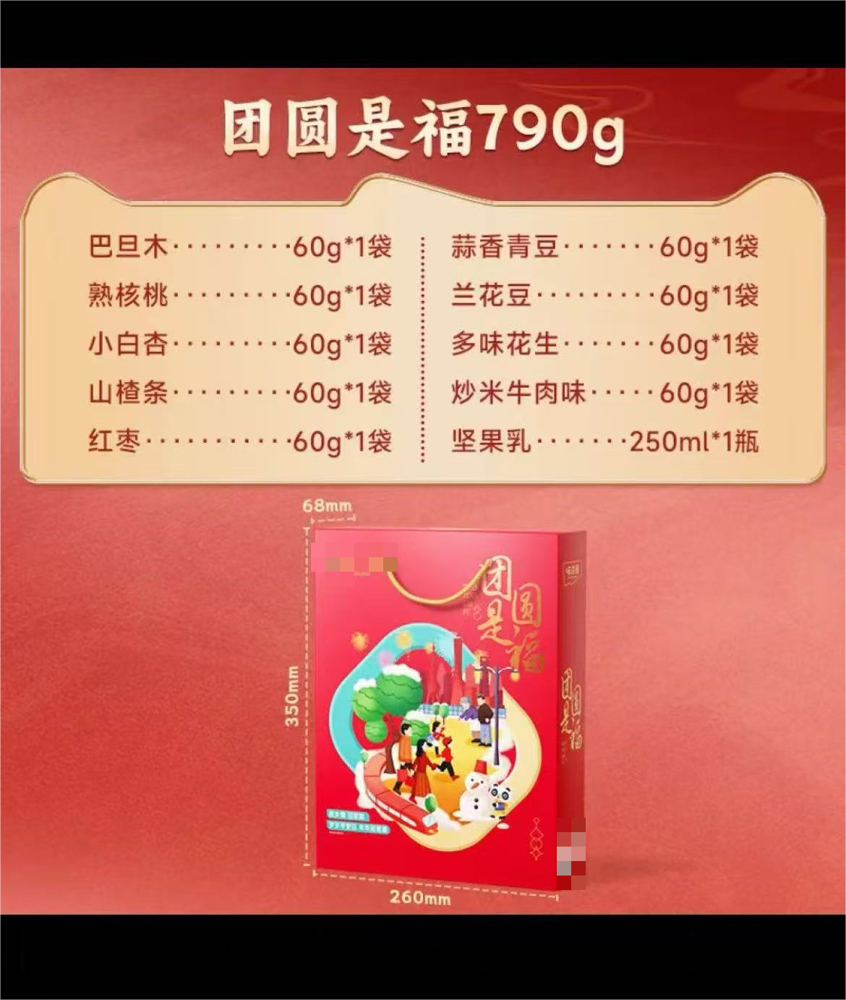 团圆是福790g
巴旦木·········60g*1袋
熟核桃·········60g*1袋
小白杏·········60g*1袋
山楂条·········60g*1袋
红枣···········60g*1袋
蒜香青豆·······60g*1袋
兰花豆·········60g*1袋
多味花生·······60g*1袋
炒米牛肉味·····60g*1袋
坚果乳·······250ml*1瓶
68mm
350mm
团圆是福
团圆是福
260mm